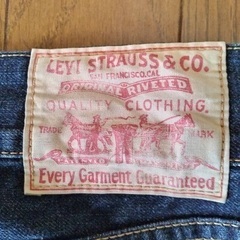 LEVI STRAUSS & CO.
SAN FRANCISCO, CAL.
ORIGINAL RIVETED
QUALITY CLOTHING.
TRADE MARK
Every Garment Guaranteed